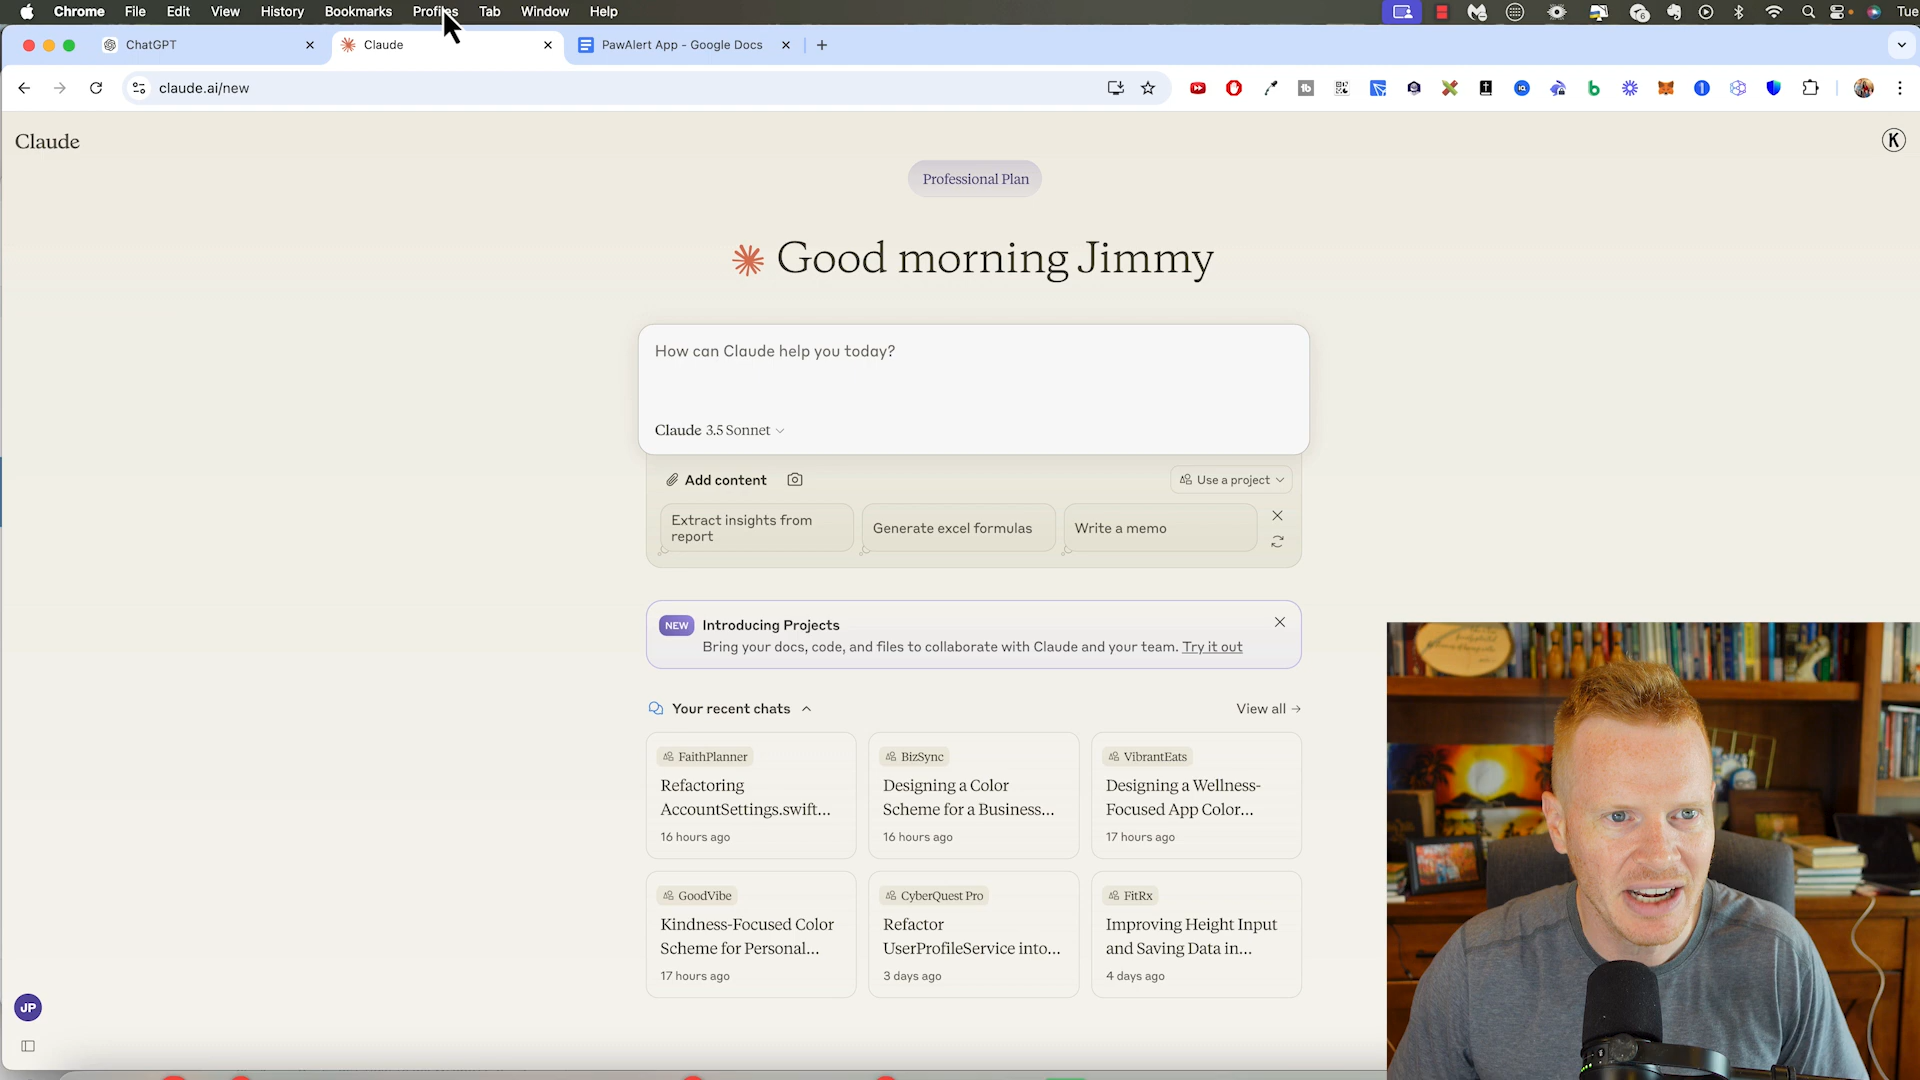 Chrome File Edit View History Bookmarks Profiles Tab Window Help
Tue
ChatGPT
Claude
PawAlert App - Google Docs
claude.ai/new
Claude
K
Professional Plan
Good morning Jimmy
How can Claude help you today?
Claude 3.5 Sonnet
Add content
Use a project
Extract insights from
report
Generate excel formulas
Write a memo
NEW Introducing Projects
Bring your docs, code, and files to collaborate with Claude and your team. Try it out
Your recent chats
View all →
FaithPlanner
Refactoring
AccountSettings.swift...
16 hours ago
BizSync
Designing a Color
Scheme for a Business...
16 hours ago
VibrantEats
Designing a Wellness-
Focused App Color...
17 hours ago
GoodVibe
Kindness-Focused Color
Scheme for Personal...
17 hours ago
CyberQuest Pro
Refactor
UserProfileService into...
3 days ago
FitRx
Improving Height Input
and Saving Data in...
4 days ago
JP